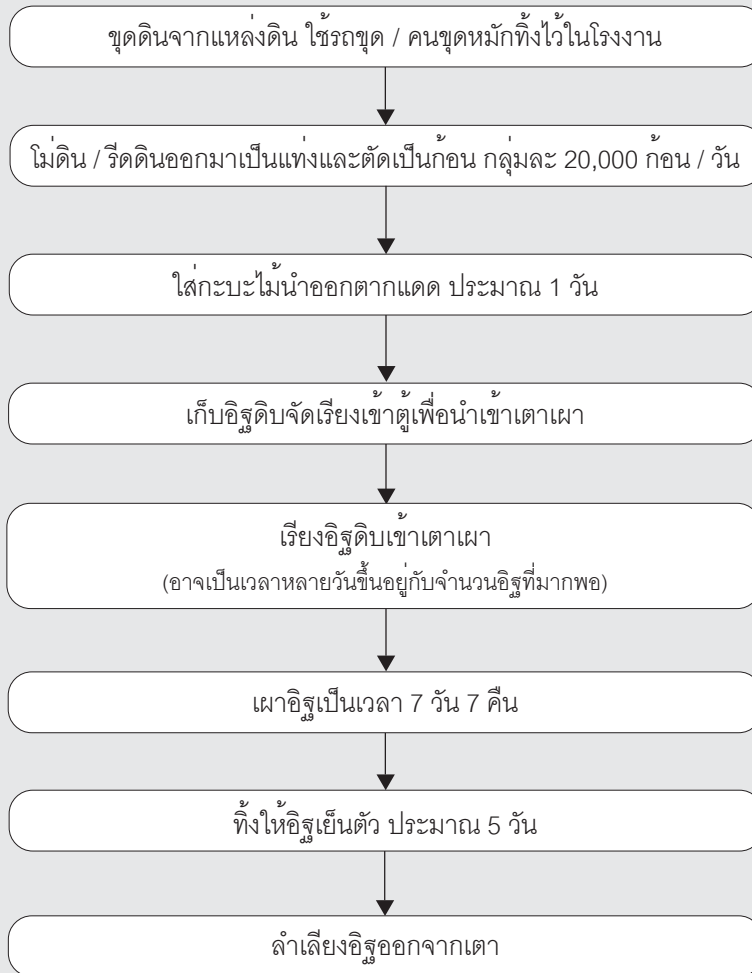 ขุดดินจากแหล่งดิน ใช้รถขุด / คนขุดหมักทิ้งไว้ในโรงงาน
โม่ดิน / รีดดินออกมาเป็นแท่งและตัดเป็นก้อน กลุ่มละ 20,000 ก้อน / วัน
ใส่กะบะไม้นำออกตากแดด ประมาณ 1 วัน
เก็บอิฐดิบจัดเรียงเข้าตู้เพื่อนำเข้าเตาเผา
เรียงอิฐดิบเข้าเตาเผา
(อาจเป็นเวลาหลายวันขึ้นอยู่กับจำนวนอิฐที่มากพอ)
เผาอิฐเป็นเวลา 7 วัน 7 คืน
ทิ้งให้อิฐเย็นตัว ประมาณ 5 วัน
ลำเลียงอิฐออกจากเตา